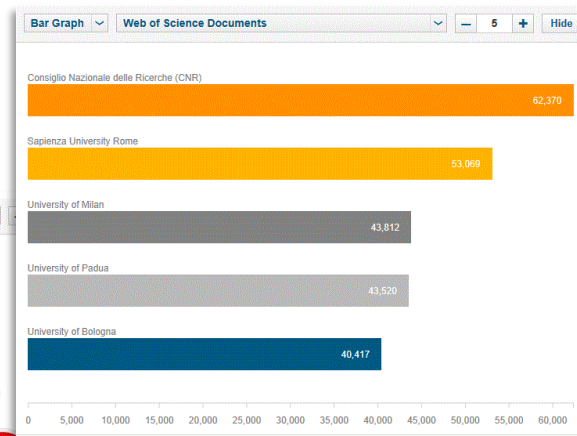 Bar Graph Web of Science Documents – 5 + Hide
Consiglio Nazionale delle Ricerche (CNR)
62,370
Sapienza University Rome
53,069
University of Milan
43,812
University of Padua
43,520
University of Bologna
40,417
0 5,000 10,000 15,000 20,000 25,000 30,000 35,000 40,000 45,000 50,000 55,000 60,000